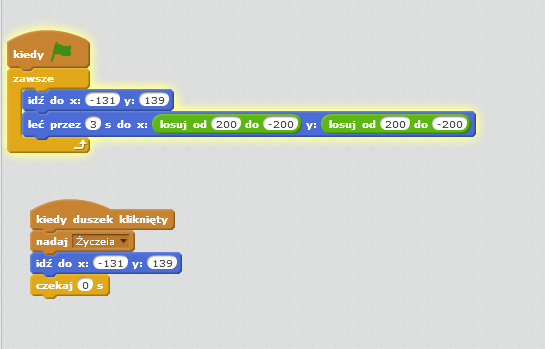 kiedy
zawsze
idź do x: -131 y: 139
leć przez 3 s do x: losuj od 200 do -200 y: losuj od 200 do -200
kiedy duszek kliknięty
nadaj Życzeia
idź do x: -131 y: 139
czekaj 0 s